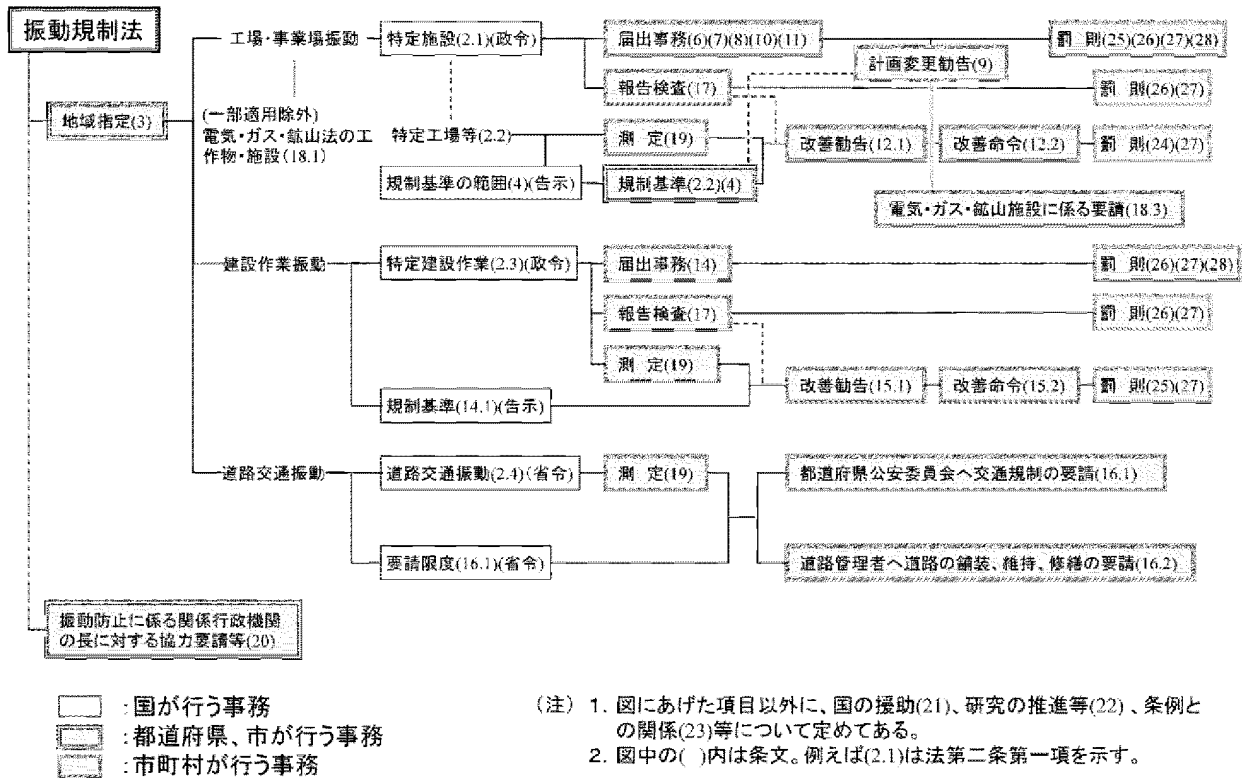 振動規制法
工場・事業場振動
特定施設(2.1)(政令)
届出事務(6)(7)(8)(10)(11)
罰 則(25)(26)(27)(28)
計画変更勧告(9)
報告検査(17)
罰 則(26)(27)
地域指定(3)
(一部適用除外)
電気・ガス・鉱山法の工
作物・施設(18.1)
特定工場等(2.2)
測 定(19)
改善勧告(12.1)
改善命令(12.2)
罰 則(24)(27)
規制基準の範囲(4)(告示)
規制基準(2.2)(4)
電気・ガス・鉱山施設に係る要請(18.3)
建設作業振動
特定建設作業(2.3)(政令)
届出事務(14)
罰 則(26)(27)(28)
報告検査(17)
罰 則(26)(27)
測 定(19)
改善勧告(15.1)
改善命令(15.2)
罰 則(25)(27)
規制基準(14.1)(告示)
道路交通振動
道路交通振動(2.4)(省令)
測 定(19)
都道府県公安委員会へ交通規制の要請(16.1)
要請限度(16.1)(省令)
道路管理者へ道路の舗装、維持、修繕の要請(16.2)
振動防止に係る関係行政機関
の長に対する協力要請等(20)
:国が行う事務
:都道府県、市が行う事務
:市町村が行う事務
(注) 1. 図にあげた項目以外に、国の援助(21)、研究の推進等(22)、条例と
の関係(23)等について定めてある。
2. 図中の( )内は条文。例えば(2.1)は法第二条第一項を示す。